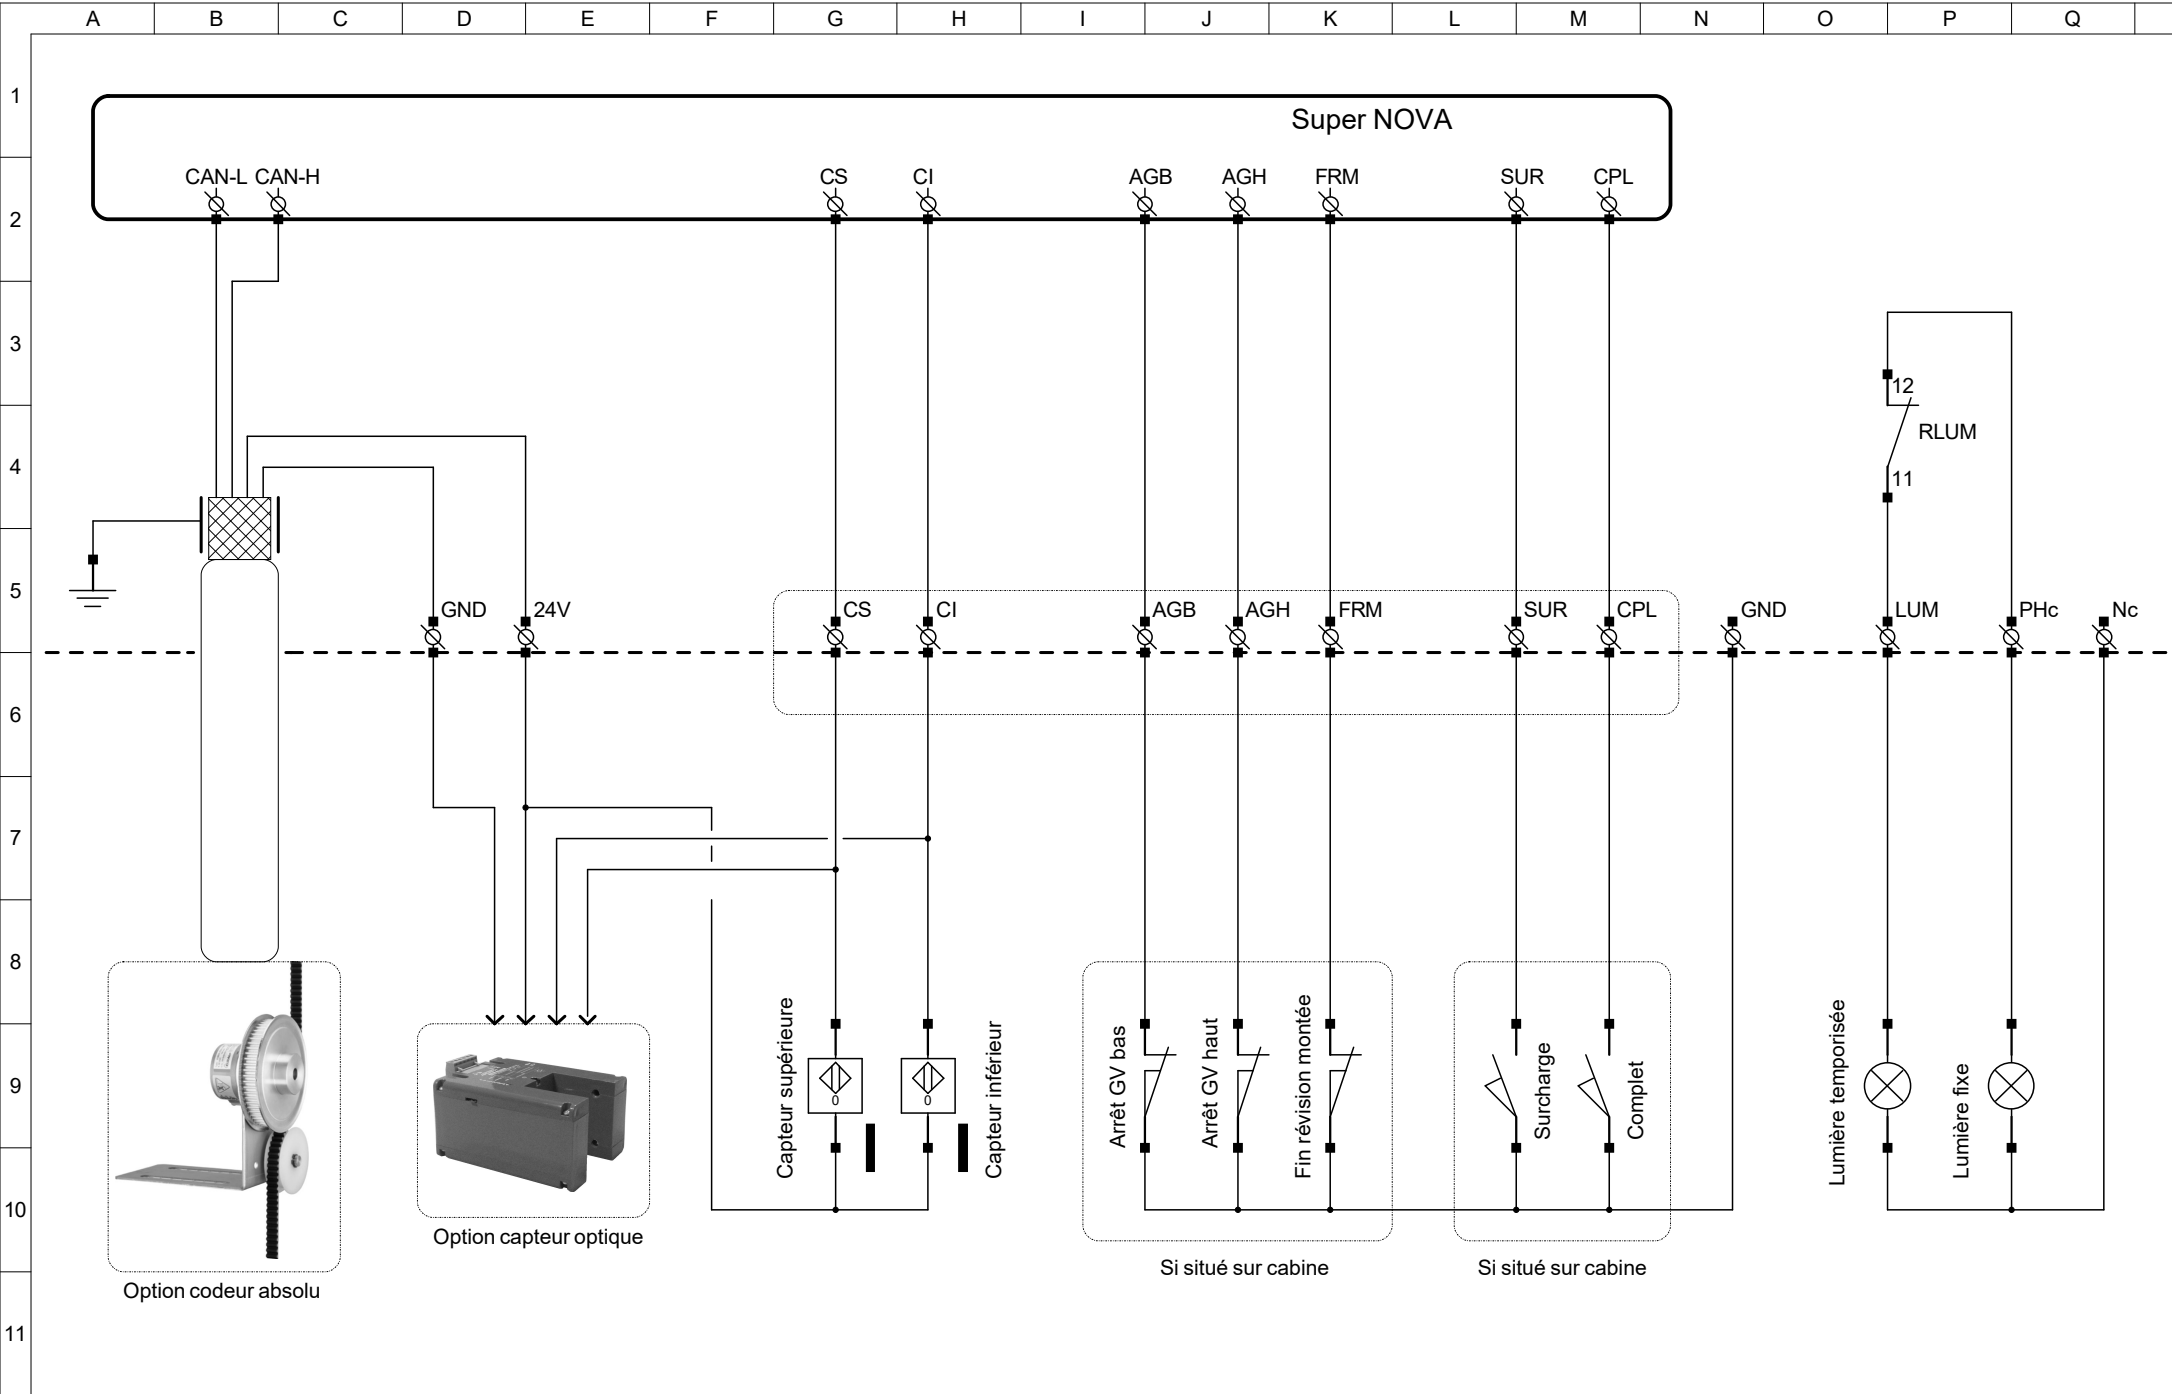 A B C D E F G H I J K L M N O P Q
1
Super NOVA
CAN-L CAN-H CS CI AGB AGH FRM SUR CPL
2
3
12
RLUM
4
11
5
GND 24V CS CI AGB AGH FRM SUR CPL GND LUM PHc Nc
6
7
8
9
0 0
Capteur supérieure
Capteur inférieur
Arrêt GV bas
Arrêt GV haut
Fin révision montée
Surcharge
Complet
Lumière temporisée
Lumière fixe
10
Option capteur optique
Si situé sur cabine
Si situé sur cabine
Option codeur absolu
11